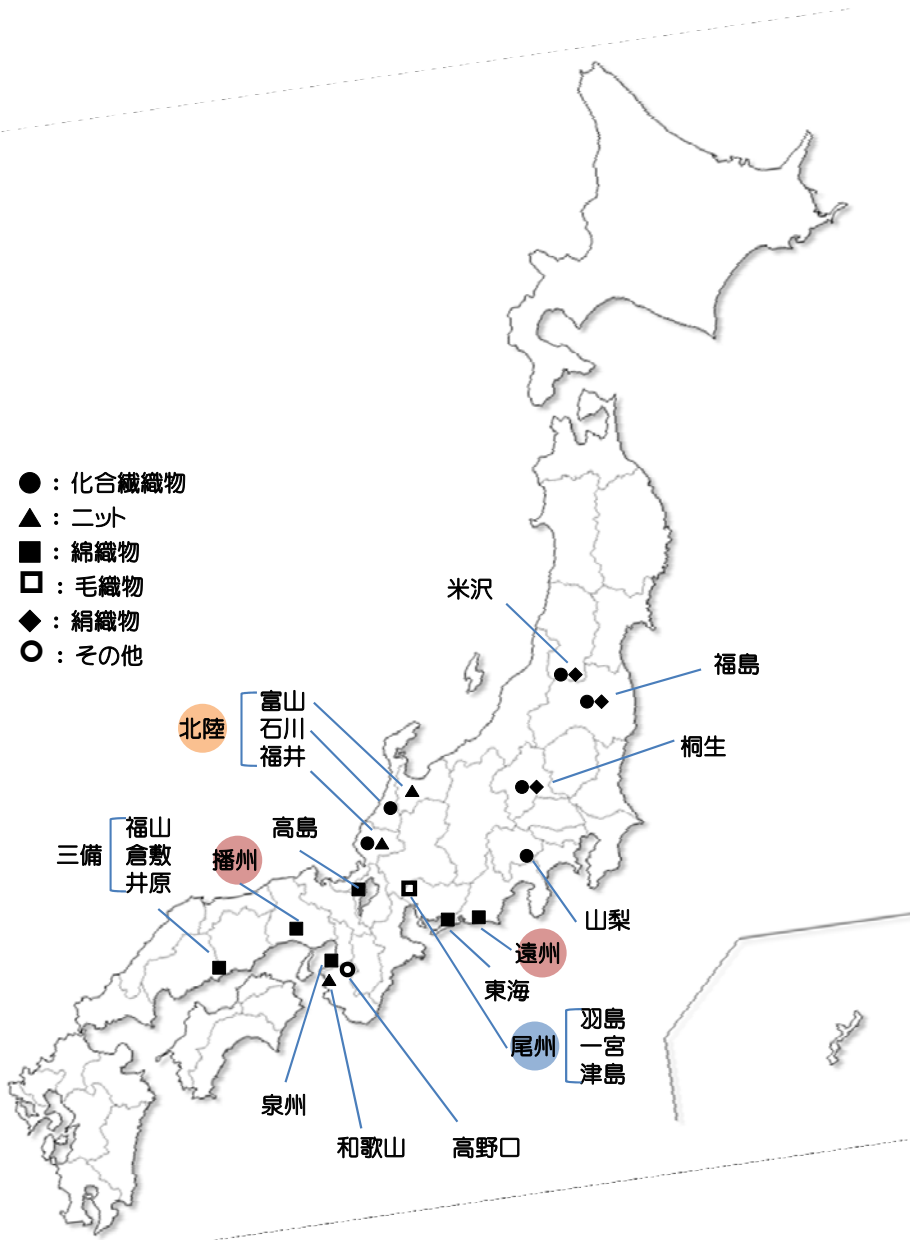 ● : 化合繊織物
▲ : ニット
■ : 綿織物
□ : 毛織物
◆ : 絹織物
○ : その他
米沢
福島
桐生
北陸
富山
石川
福井
高島
三備
福山
倉敷
井原
播州
山梨
遠州
東海
尾州
羽島
一宮
津島
泉州
和歌山
高野口